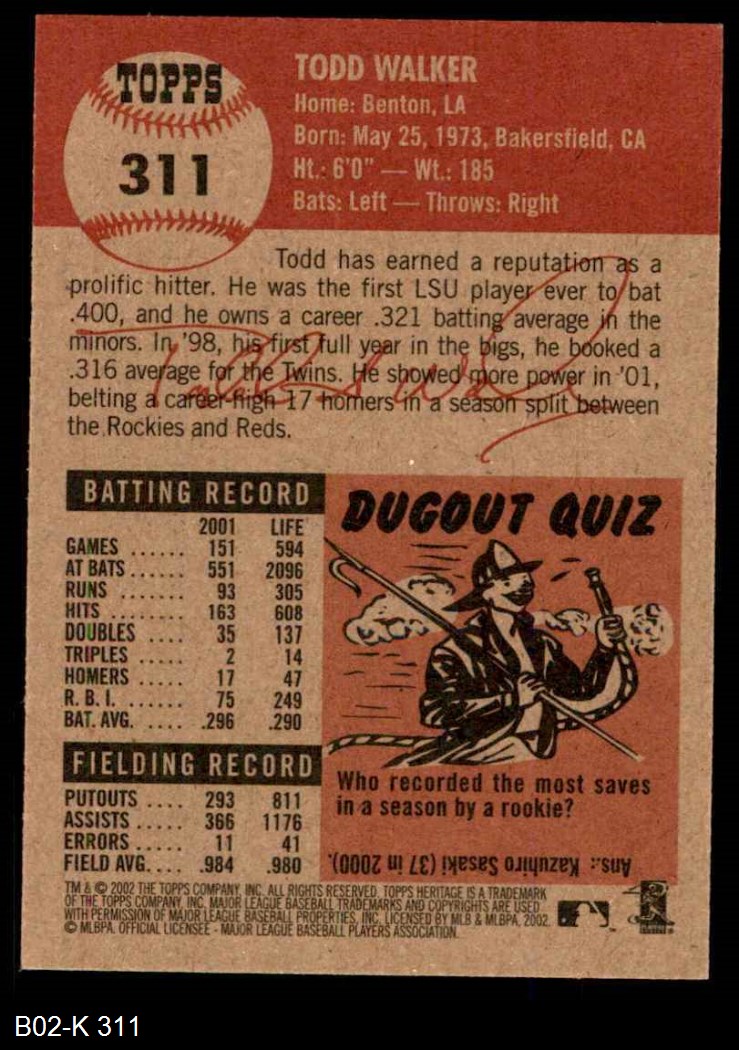 TOPPS
311
TODD WALKER
Home: Benton, LA
Born: May 25, 1973, Bakersfield, CA
Ht.: 6'0" — Wt.: 185
Bats: Left — Throws: Right
Todd has earned a reputation as a
prolific hitter. He was the first LSU player ever to bat
.400, and he owns a career .321 batting average in the
minors. In '98, his first full year in the bigs, he booked a
.316 average for the Twins. He showed more power in '01,
belting a career-high 17 homers in a season split between
the Rockies and Reds.
Todd Walker
BATTING RECORD
2001 LIFE
GAMES ...... 151 594
AT BATS ...... 551 2096
RUNS ....... 93 305
HITS ........ 163 608
DOUBLES .... 35 137
TRIPLES ..... 2 14
HOMERS ..... 17 47
R. B. I. ....... 75 249
BAT. AVG. .... .296 .290
FIELDING RECORD
PUTOUTS .... 293 811
ASSISTS ..... 366 1176
ERRORS ..... 11 41
FIELD AVG. ... .984 .980
DUGOUT QUIZ
Who recorded the most saves
in a season by a rookie?
Ans.: Kazuhiro Sasaki (37 in 2000).
TM & © 2002 THE TOPPS COMPANY, INC. ALL RIGHTS RESERVED. TOPPS HERITAGE IS A TRADEMARK
OF THE TOPPS COMPANY, INC. MAJOR LEAGUE BASEBALL TRADEMARKS AND COPYRIGHTS ARE USED
WITH PERMISSION OF MAJOR LEAGUE BASEBALL PROPERTIES, INC. LICENSED BY MLB & MLBPA, 2002.
© MLBPA. OFFICIAL LICENSEE - MAJOR LEAGUE BASEBALL PLAYERS ASSOCIATION.
B02-K 311